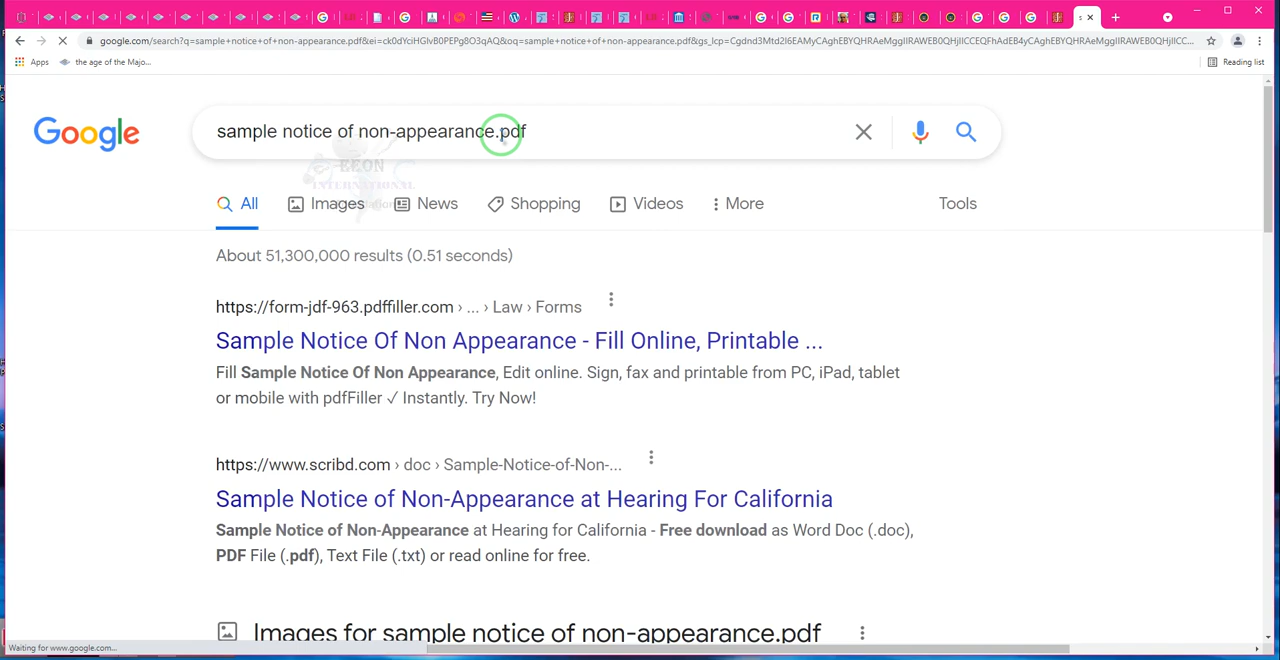 google.com/search?q=sample+notice+of+non-appearance.pdf&ei=ck0dYciHGIvB0PEPg8O3qAQ&oq=sample+notice+of+non-appearance.pdf&gs_lcp=Cgdnd3Mtd2l6EAMyCAghEBYQHRAeMggIIRAWEB0QHjIICCEQFhAdEB4yCAghEBYQHRAeMggIIRAWEB0QHjIICC...
Apps
the age of the Majo...
Reading list
Google
sample notice of non-appearance.pdf
EEON
INTERNATIONAL
All
Images
News
Shopping
Videos
More
Tools
About 51,300,000 results (0.51 seconds)
https://form-jdf-963.pdffiller.com › ... › Law › Forms
Sample Notice Of Non Appearance - Fill Online, Printable ...
Fill Sample Notice Of Non Appearance, Edit online. Sign, fax and printable from PC, iPad, tablet
or mobile with pdfFiller ✓ Instantly. Try Now!
https://www.scribd.com › doc › Sample-Notice-of-Non-...
Sample Notice of Non-Appearance at Hearing For California
Sample Notice of Non-Appearance at Hearing for California - Free download as Word Doc (.doc),
PDF File (.pdf), Text File (.txt) or read online for free.
Images for sample notice of non-appearance.pdf
Waiting for www.google.com...